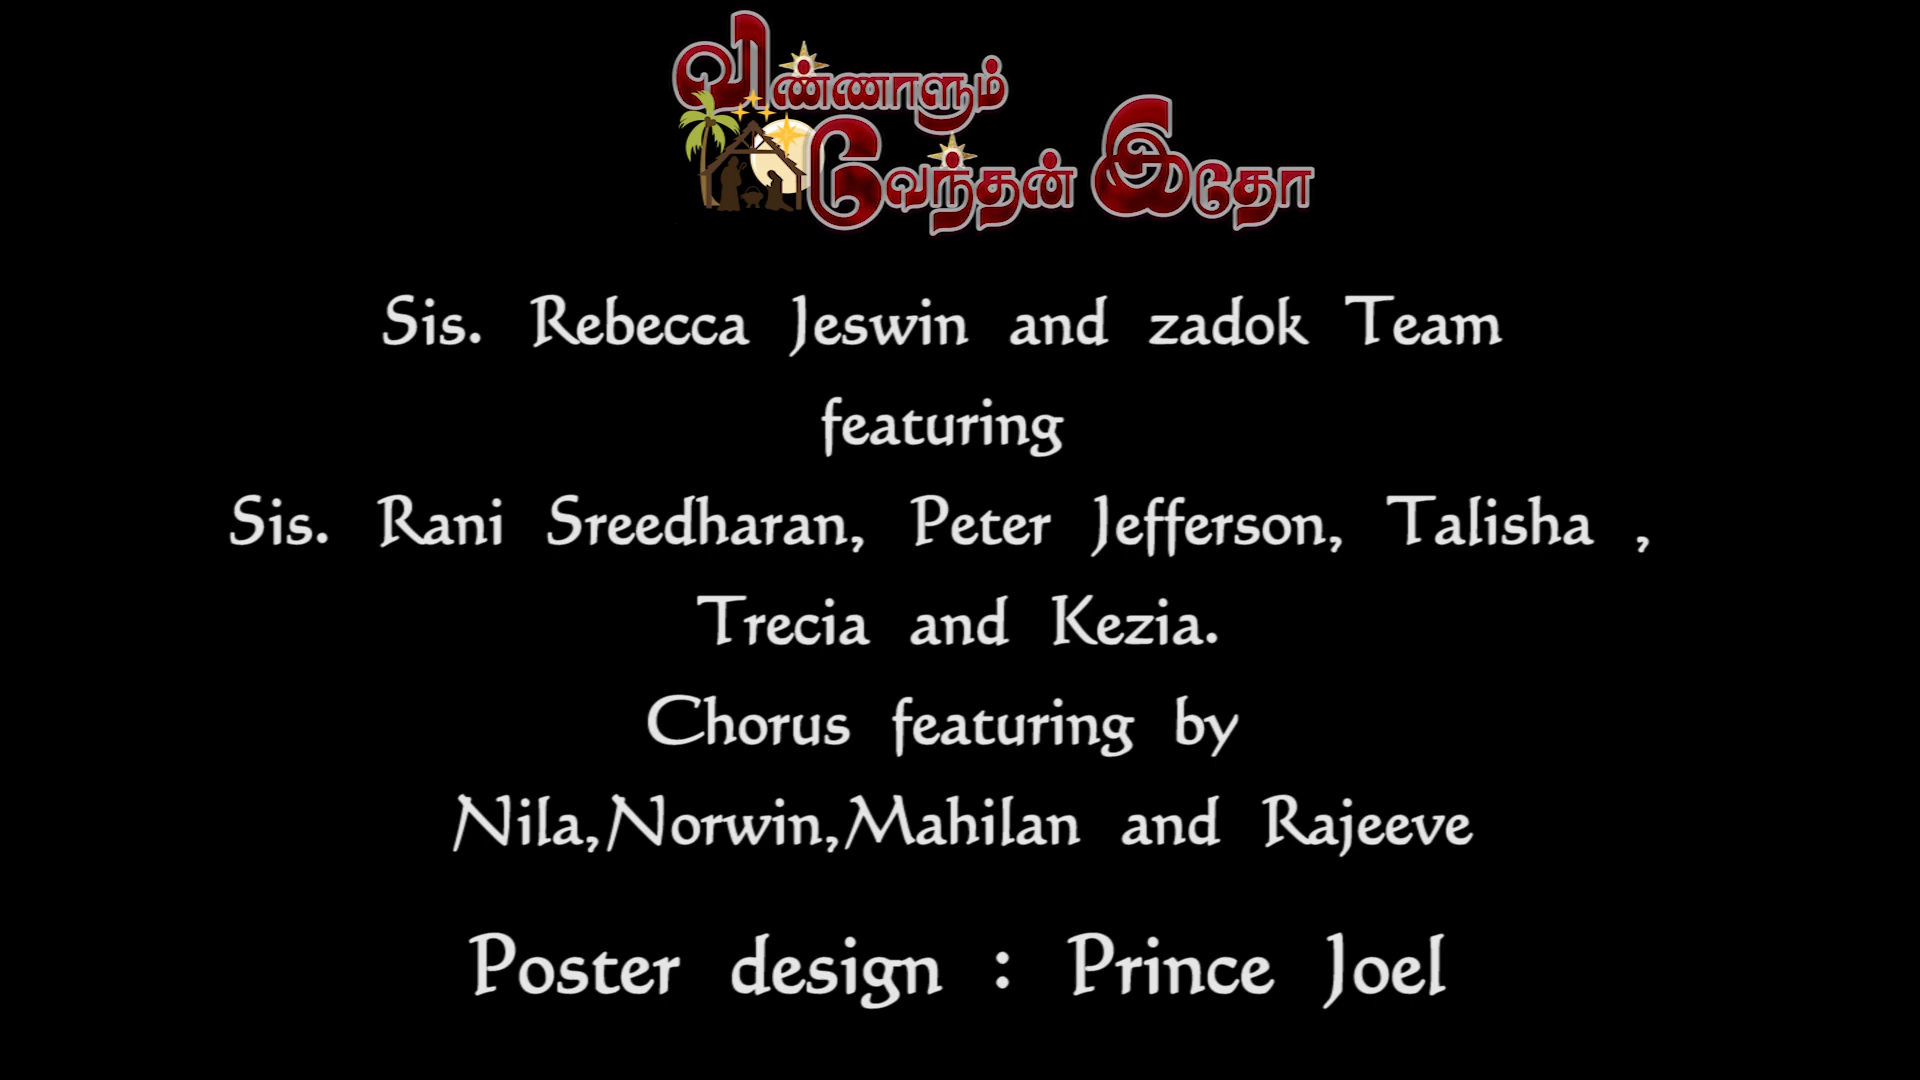 விண்ணாளும்
வேந்தன் இதோ
Sis. Rebecca Jeswin and zadok Team
featuring
Sis. Rani Sreedharan, Peter Jefferson, Talisha ,
Trecia and Kezia.
Chorus featuring by
Nila,Norwin,Mahilan and Rajeeve
Poster design : Prince Joel